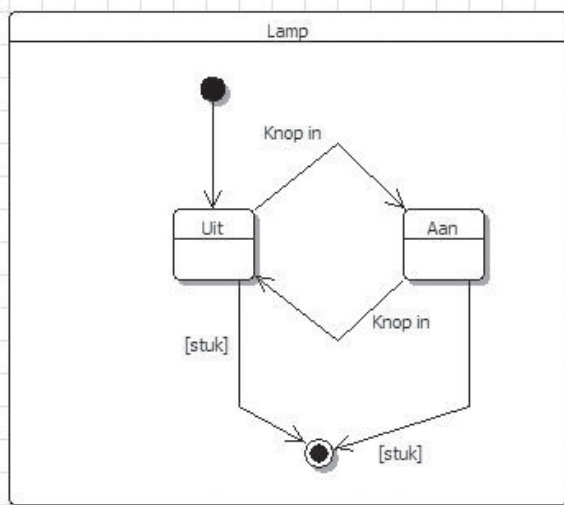 Lamp
Knop in
Uit
Aan
Knop in
[stuk]
[stuk]